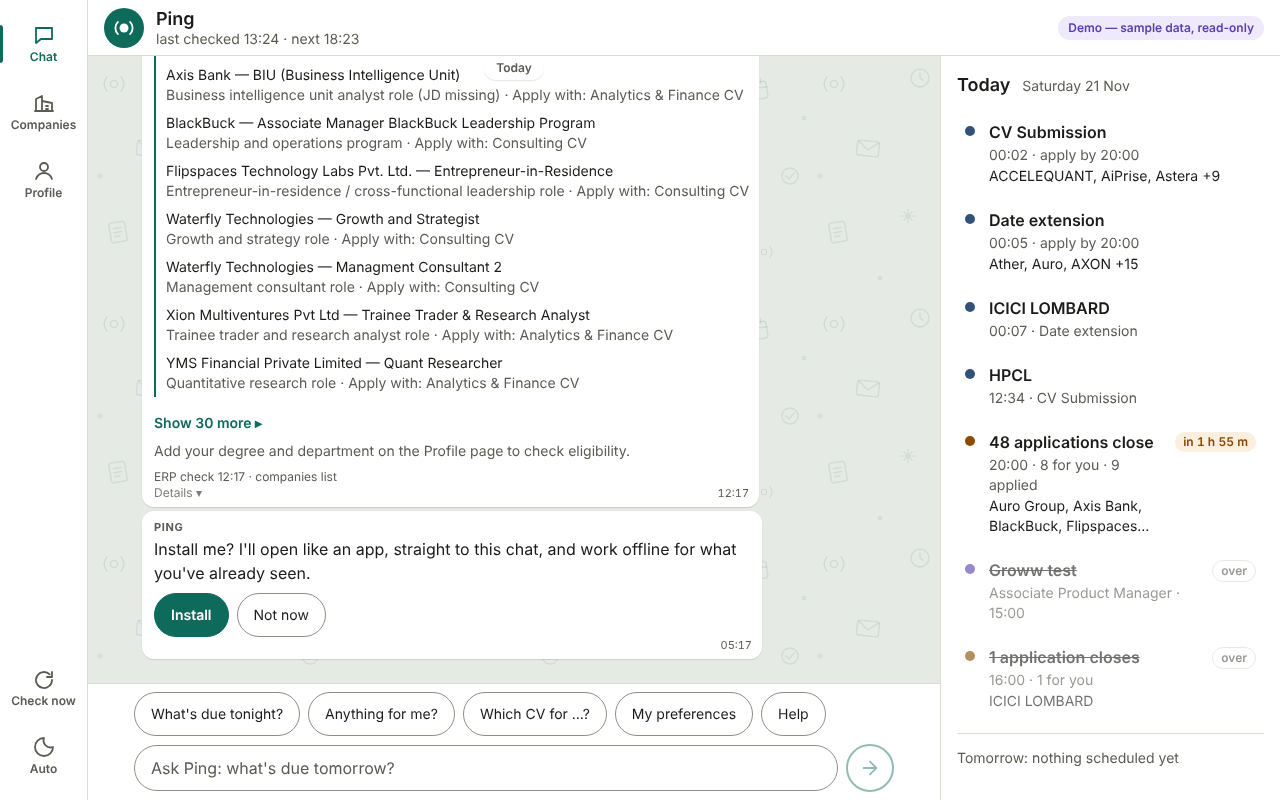 Chat
Companies
Profile
Check now
Auto
Ping
last checked 13:24 · next 18:23
Demo — sample data, read-only
Today
Axis Bank — BIU (Business Intelligence Unit)
Business intelligence unit analyst role (JD missing) · Apply with: Analytics & Finance CV
BlackBuck — Associate Manager BlackBuck Leadership Program
Leadership and operations program · Apply with: Consulting CV
Flipspaces Technology Labs Pvt. Ltd. — Entrepreneur-in-Residence
Entrepreneur-in-residence / cross-functional leadership role · Apply with: Consulting CV
Waterfly Technologies — Growth and Strategist
Growth and strategy role · Apply with: Consulting CV
Waterfly Technologies — Managment Consultant 2
Management consultant role · Apply with: Consulting CV
Xion Multiventures Pvt Ltd — Trainee Trader & Research Analyst
Trainee trader and research analyst role · Apply with: Analytics & Finance CV
YMS Financial Private Limited — Quant Researcher
Quantitative research role · Apply with: Analytics & Finance CV
Show 30 more ▸
Add your degree and department on the Profile page to check eligibility.
ERP check 12:17 · companies list
Details ▾
12:17
PING
Install me? I'll open like an app, straight to this chat, and work offline for what
you've already seen.
Install
Not now
05:17
What's due tonight?
Anything for me?
Which CV for ...?
My preferences
Help
Ask Ping: what's due tomorrow?
Today Saturday 21 Nov
CV Submission
00:02 · apply by 20:00
ACCELEQUANT, AiPrise, Astera +9
Date extension
00:05 · apply by 20:00
Ather, Auro, AXON +15
ICICI LOMBARD
00:07 · Date extension
HPCL
12:34 · CV Submission
48 applications close
in 1 h 55 m
20:00 · 8 for you · 9
applied
Auro Group, Axis Bank,
BlackBuck, Flipspaces...
Groww test
over
Associate Product Manager ·
15:00
1 application closes
over
16:00 · 1 for you
ICICI LOMBARD
Tomorrow: nothing scheduled yet